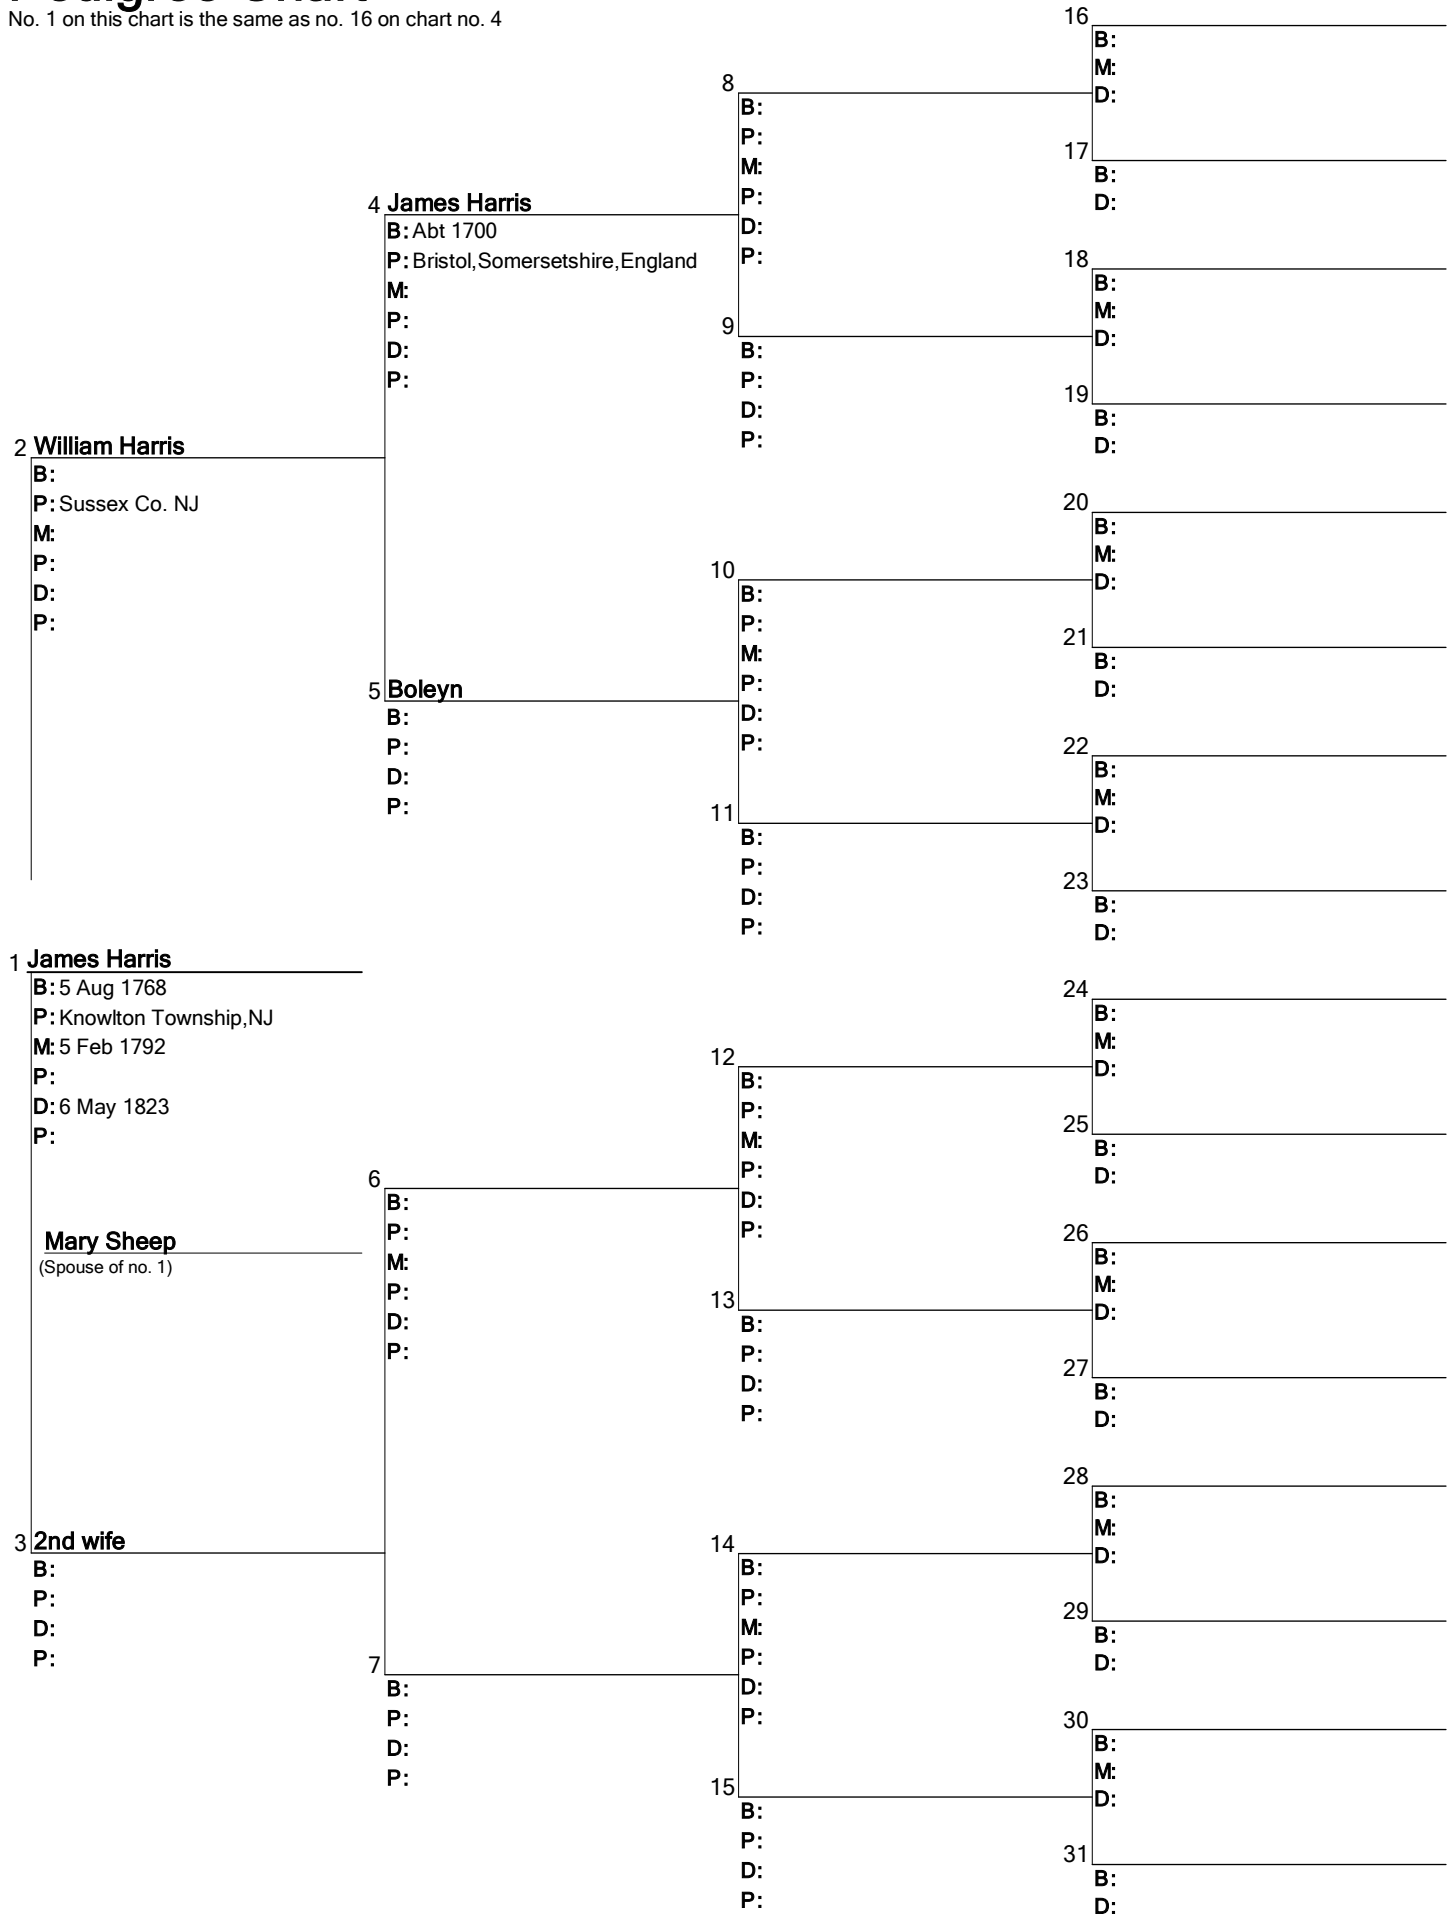 No. 1 on this chart is the same as no. 16 on chart no. 4
16
B:
M:
D:
17
B:
D:
8
B:
P:
M:
P:
D:
P:
18
B:
M:
D:
19
B:
D:
9
B:
P:
D:
P:
4 James Harris
B: Abt 1700
P: Bristol,Somersetshire,England
M:
P:
D:
P:
2 William Harris
B:
P: Sussex Co. NJ
M:
P:
D:
P:
20
B:
M:
D:
21
B:
D:
10
B:
P:
M:
P:
D:
P:
5 Boleyn
B:
P:
D:
P:
22
B:
M:
D:
23
B:
D:
11
B:
P:
D:
P:
1 James Harris
B: 5 Aug 1768
P: Knowlton Township,NJ
M: 5 Feb 1792
P:
D: 6 May 1823
P:
Mary Sheep
(Spouse of no. 1)
24
B:
M:
D:
25
B:
D:
12
B:
P:
M:
P:
D:
P:
6
B:
P:
M:
P:
D:
P:
26
B:
M:
D:
27
B:
D:
13
B:
P:
D:
P:
3 2nd wife
B:
P:
D:
P:
28
B:
M:
D:
29
B:
D:
14
B:
P:
M:
P:
D:
P:
7
B:
P:
D:
P:
30
B:
M:
D:
31
B:
D:
15
B:
P:
D:
P: